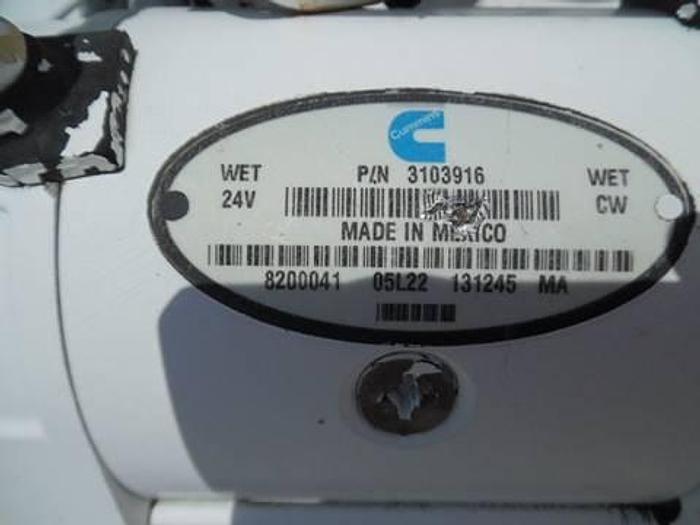 Cummins
WET P/N 3103916 WET
24V CW
MADE IN MEXICO
8200041 05L22 131245 MA